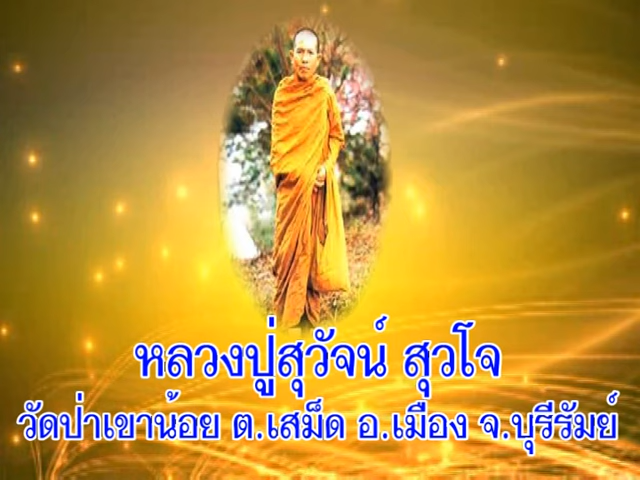 หลวงปู่สุวัจน์ สุวโจ
วัดป่าเขาน้อย ต.เสม็ด อ.เมือง จ.บุรีรัมย์